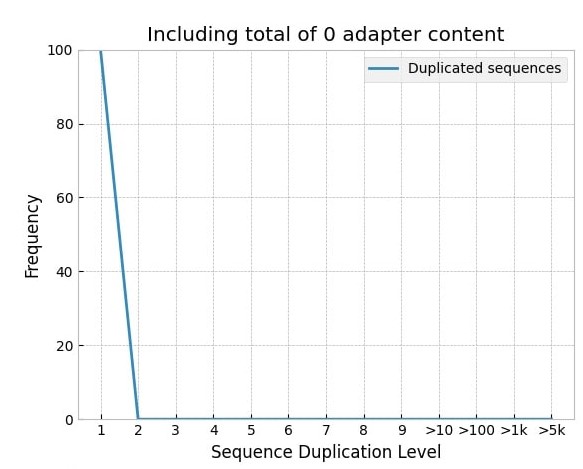 Including total of 0 adapter content
Duplicated sequences
100
80
60
40
20
0
Frequency
1 2 3 4 5 6 7 8 9 >10 >100 >1k >5k
Sequence Duplication Level